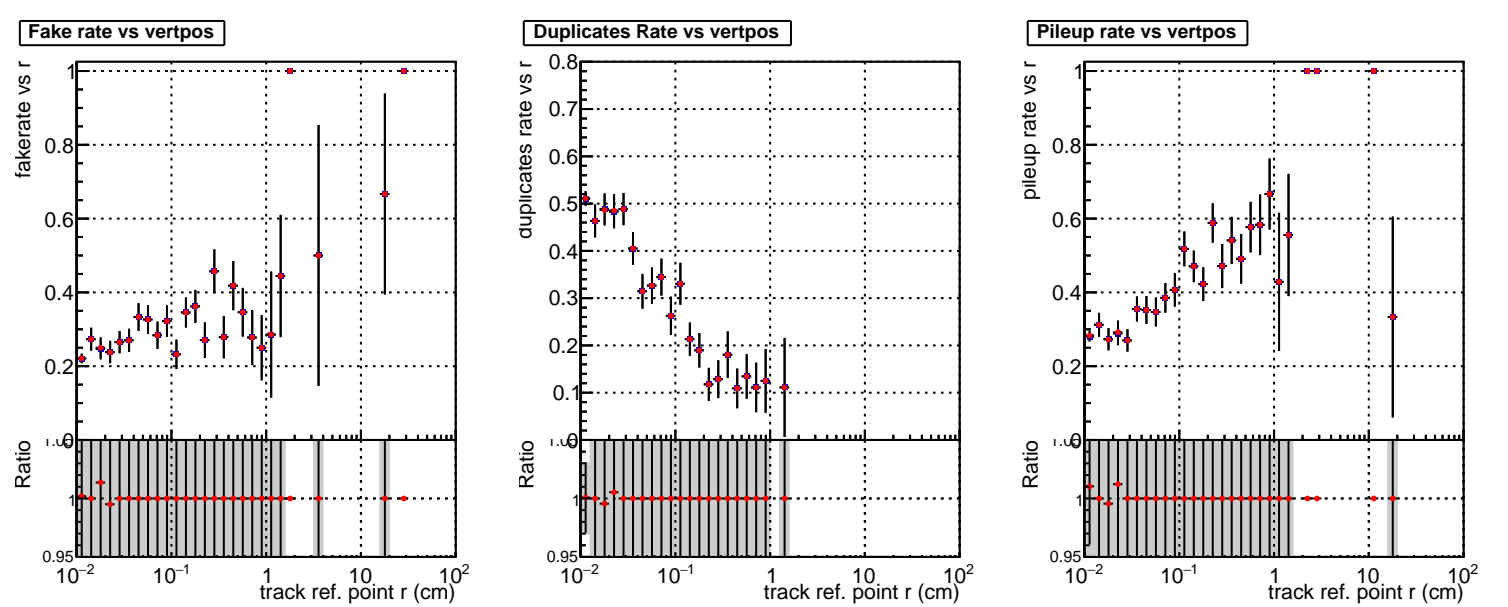 Fake rate vs vertpos
fakerate vs r
1
0.8
0.6
0.4
0.2
Ratio
1
0.95
10−2 10−1 1 10 102
track ref. point r (cm)
Duplicates Rate vs vertpos
duplicates rate vs r
0.8
0.7
0.6
0.5
0.4
0.3
0.2
0.1
Ratio
1
0.95
10−2 10−1 1 10 102
track ref. point r (cm)
Pileup rate vs vertpos
pileup rate vs r
1
0.8
0.6
0.4
0.2
Ratio
1
0.95
10−2 10−1 1 10 102
track ref. point r (cm)